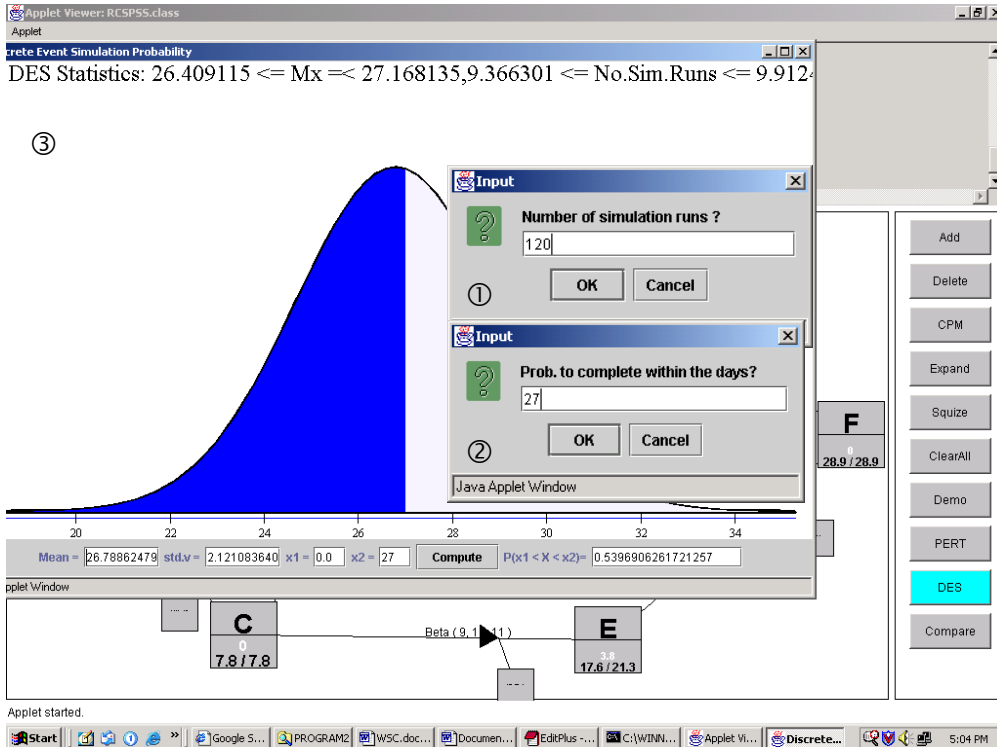 Applet Viewer: RCSPSS.class
Applet
crete Event Simulation Probability
DES Statistics: 26.409115 <= Mx =< 27.168135,9.366301 <= No.Sim.Runs <= 9.912
③
Input
Number of simulation runs ?
120
OK Cancel
①
Input
Prob. to complete within the days?
27
OK Cancel
②
Java Applet Window
20 22 24 26 28 30 32 34
Mean = 26.78862479 std.v = 2.121083640 x1 = 0.0 x2 = 27 Compute P(x1 < X < x2)= 0.5396906261721257
pplet Window
Add
Delete
CPM
Expand
Squize
ClearAll
Demo
PERT
DES
Compare
F
0
28.9 / 28.9
C
0
7.8 / 7.8
Beta ( 9, 1 11 )
E
3.8
17.6 / 21.3
Applet started.
Start » Google S... PROGRAM2 WSC.doc... Documen... EditPlus -... C:\WINN... Applet Vi... Discrete... 5:04 PM